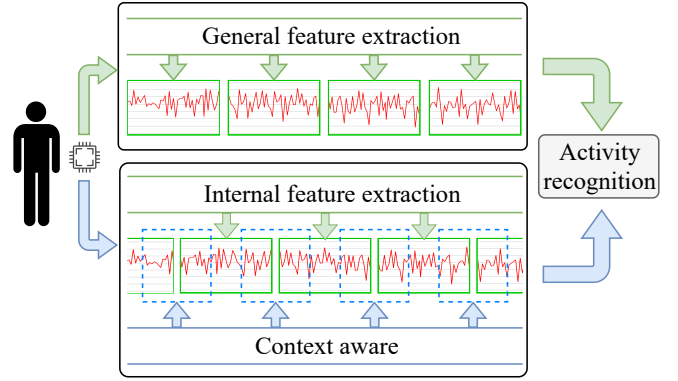 General feature extraction
Internal feature extraction
Context aware
Activity
recognition